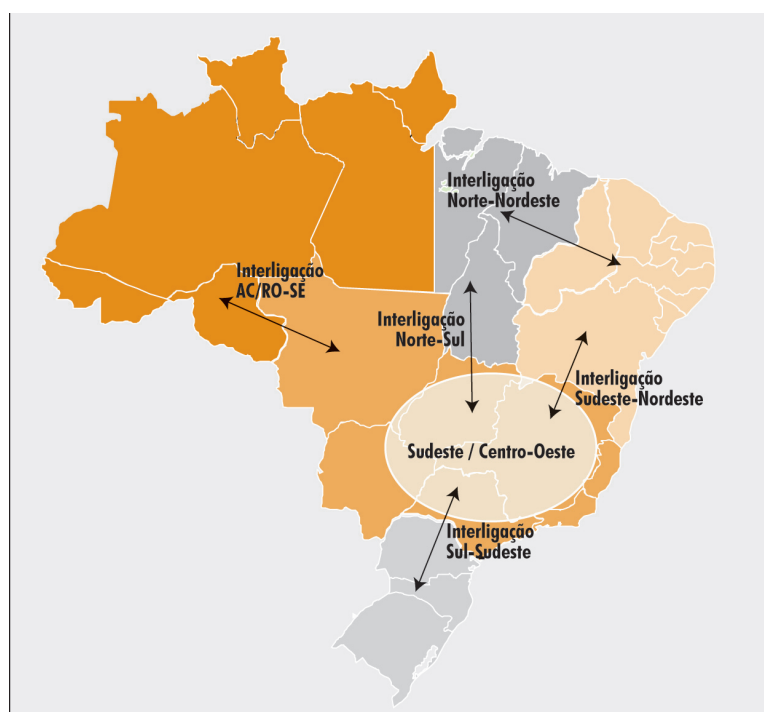 Interligação
Norte-Nordeste
Interligação
AC/RO-SE
Interligação
Norte-Sul
Interligação
Sudeste-Nordeste
Sudeste / Centro-Oeste
Interligação
Sul-Sudeste